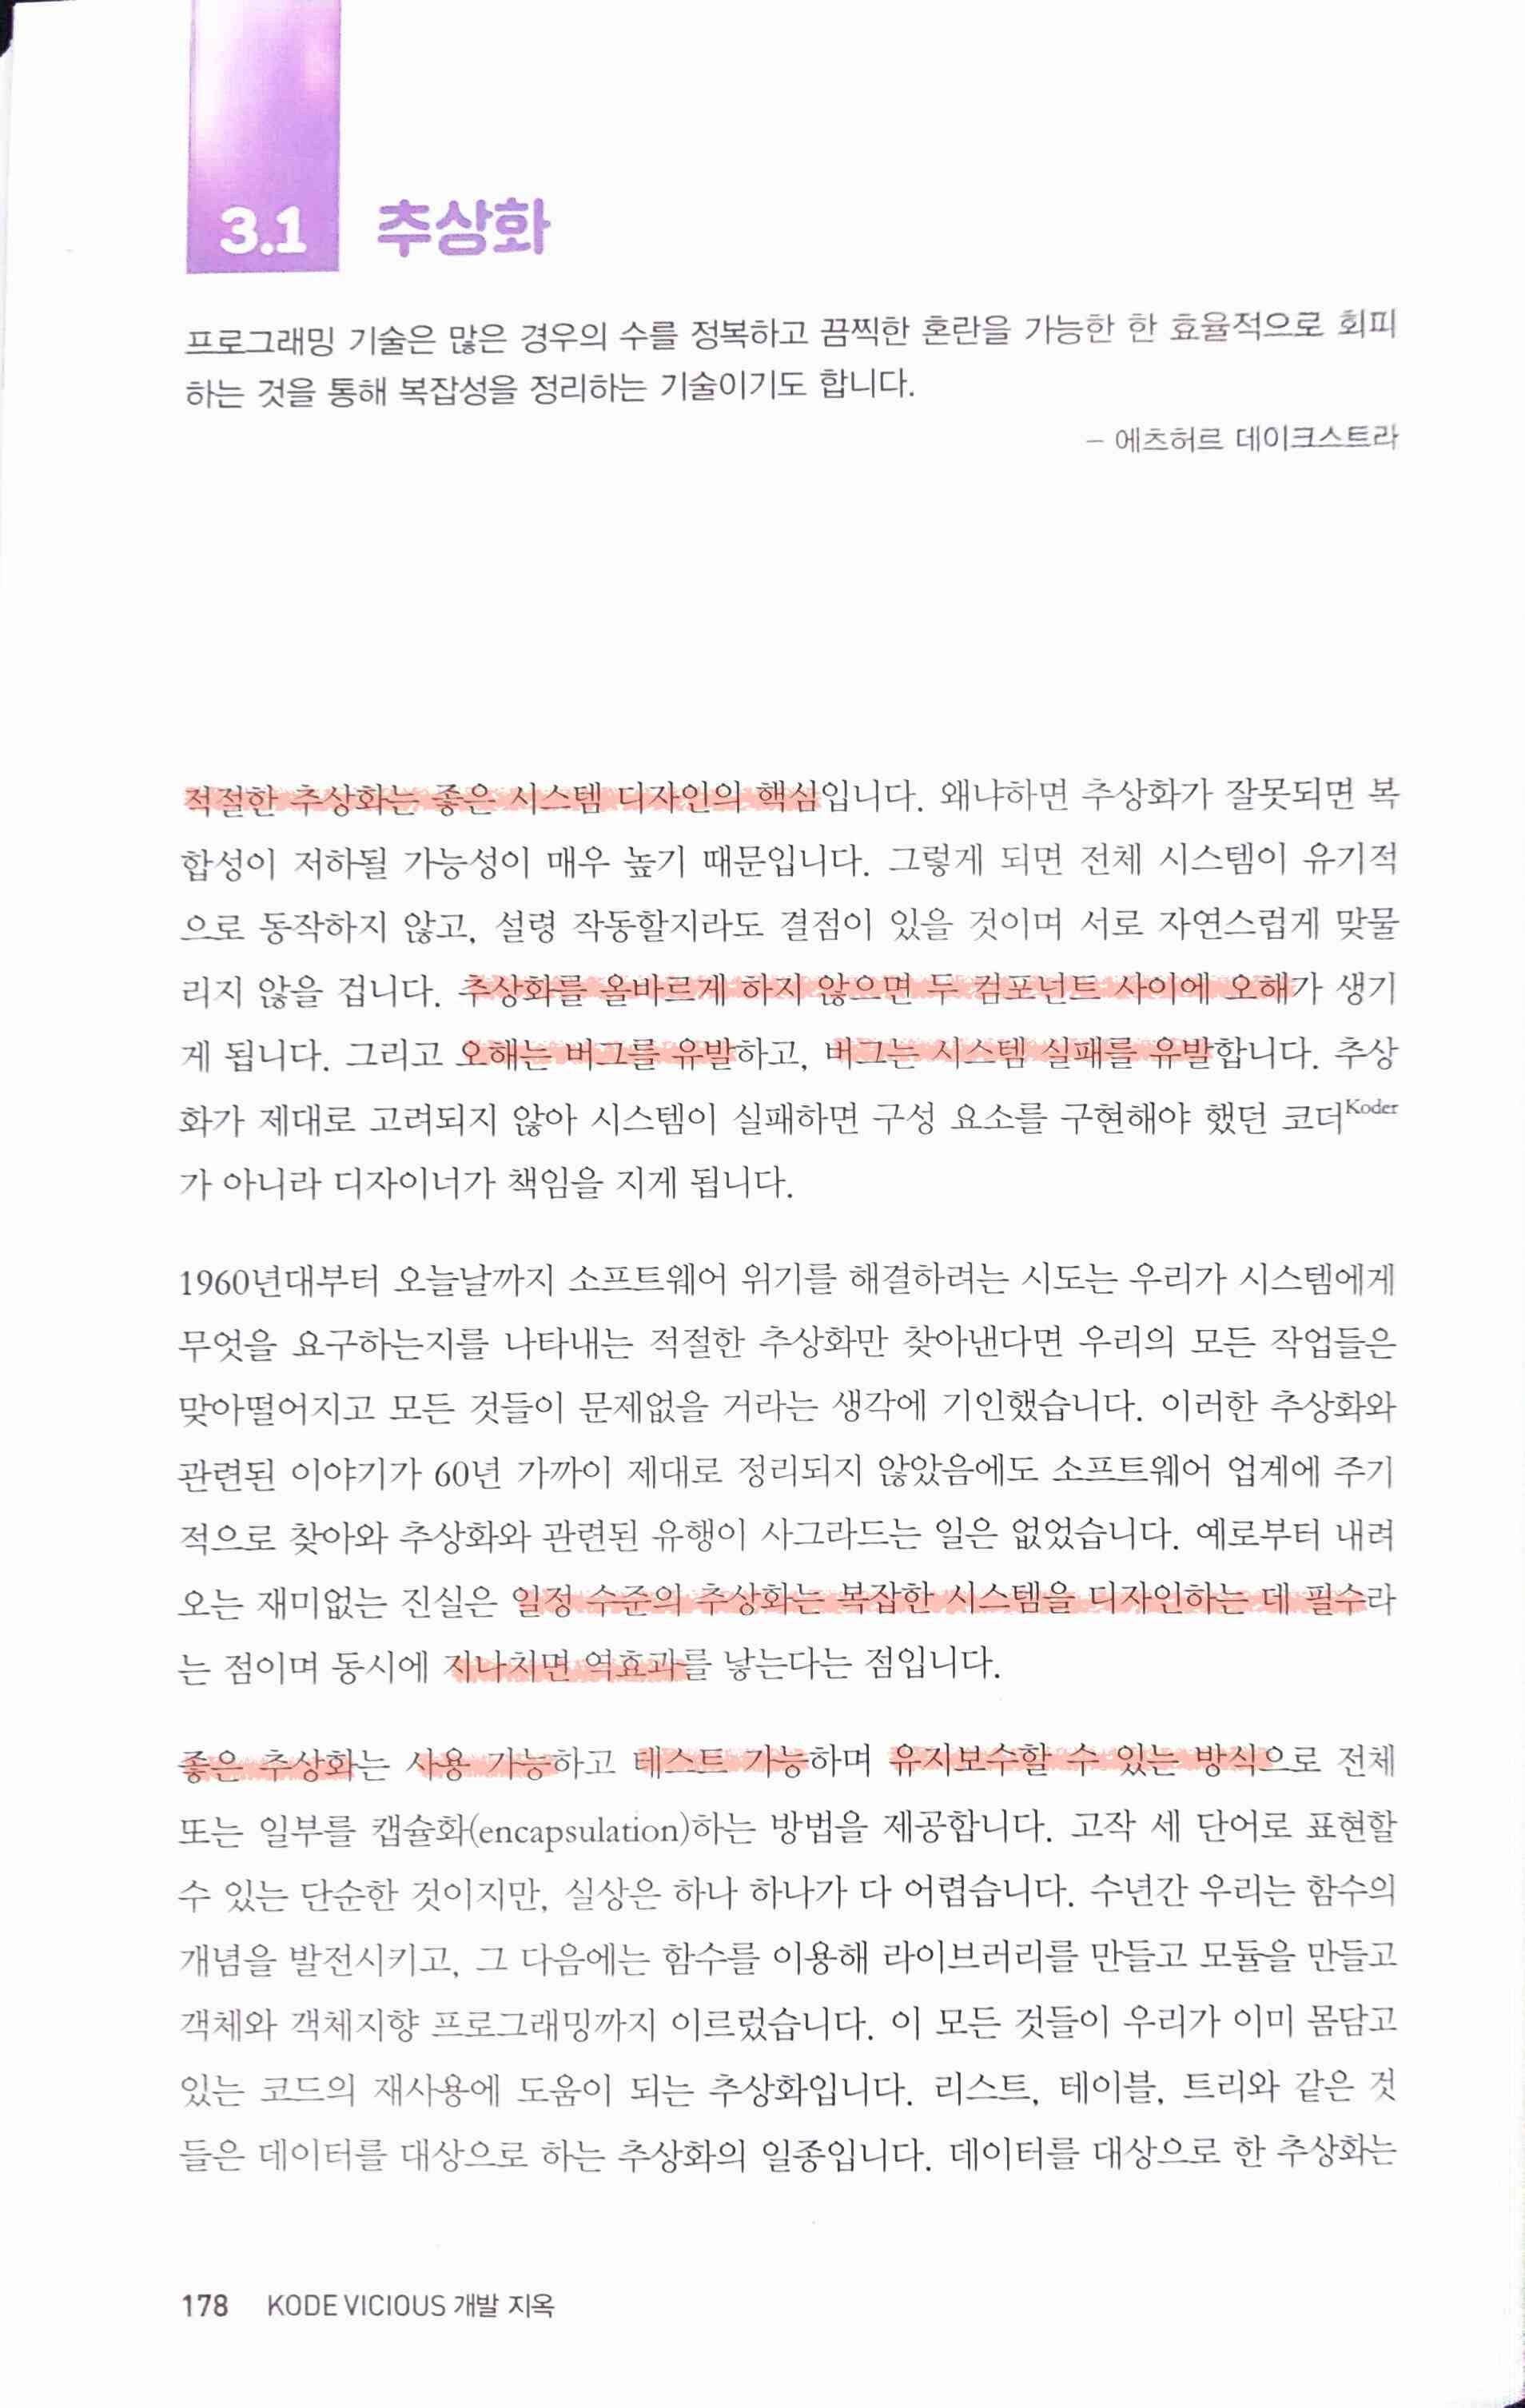 3.1 추상화
프로그래밍 기술은 많은 경우의 수를 정복하고 끔찍한 혼란을 가능한 한 효율적으로 회피
하는 것을 통해 복잡성을 정리하는 기술이기도 합니다.
– 에츠허르 데이크스트라
적절한 추상화는 좋은 시스템 디자인의 핵심입니다. 왜냐하면 추상화가 잘못되면 복
합성이 저하될 가능성이 매우 높기 때문입니다. 그렇게 되면 전체 시스템이 유기적
으로 동작하지 않고, 설령 작동할지라도 결점이 있을 것이며 서로 자연스럽게 맞물
리지 않을 겁니다. 추상화를 올바르게 하지 않으면 두 컴포넌트 사이에 오해가 생기
게 됩니다. 그리고 오해는 버그를 유발하고, 버그는 시스템 실패를 유발합니다. 추상
화가 제대로 고려되지 않아 시스템이 실패하면 구성 요소를 구현해야 했던 코더Koder
가 아니라 디자이너가 책임을 지게 됩니다.
1960년대부터 오늘날까지 소프트웨어 위기를 해결하려는 시도는 우리가 시스템에게
무엇을 요구하는지를 나타내는 적절한 추상화만 찾아낸다면 우리의 모든 작업들은
맞아떨어지고 모든 것들이 문제없을 거라는 생각에 기인했습니다. 이러한 추상화와
관련된 이야기가 60년 가까이 제대로 정리되지 않았음에도 소프트웨어 업계에 주기
적으로 찾아와 추상화와 관련된 유행이 사그라드는 일은 없었습니다. 예로부터 내려
오는 재미없는 진실은 일정 수준의 추상화는 복잡한 시스템을 디자인하는 데 필수라
는 점이며 동시에 지나치면 역효과를 낳는다는 점입니다.
좋은 추상화는 사용 가능하고 테스트 가능하며 유지보수할 수 있는 방식으로 전체
또는 일부를 캡슐화(encapsulation)하는 방법을 제공합니다. 고작 세 단어로 표현할
수 있는 단순한 것이지만, 실상은 하나 하나가 다 어렵습니다. 수년간 우리는 함수의
개념을 발전시키고, 그 다음에는 함수를 이용해 라이브러리를 만들고 모듈을 만들고
객체와 객체지향 프로그래밍까지 이르렀습니다. 이 모든 것들이 우리가 이미 몸담고
있는 코드의 재사용에 도움이 되는 추상화입니다. 리스트, 테이블, 트리와 같은 것
들은 데이터를 대상으로 하는 추상화의 일종입니다. 데이터를 대상으로 한 추상화는
178 KODE VICIOUS 개발 지옥